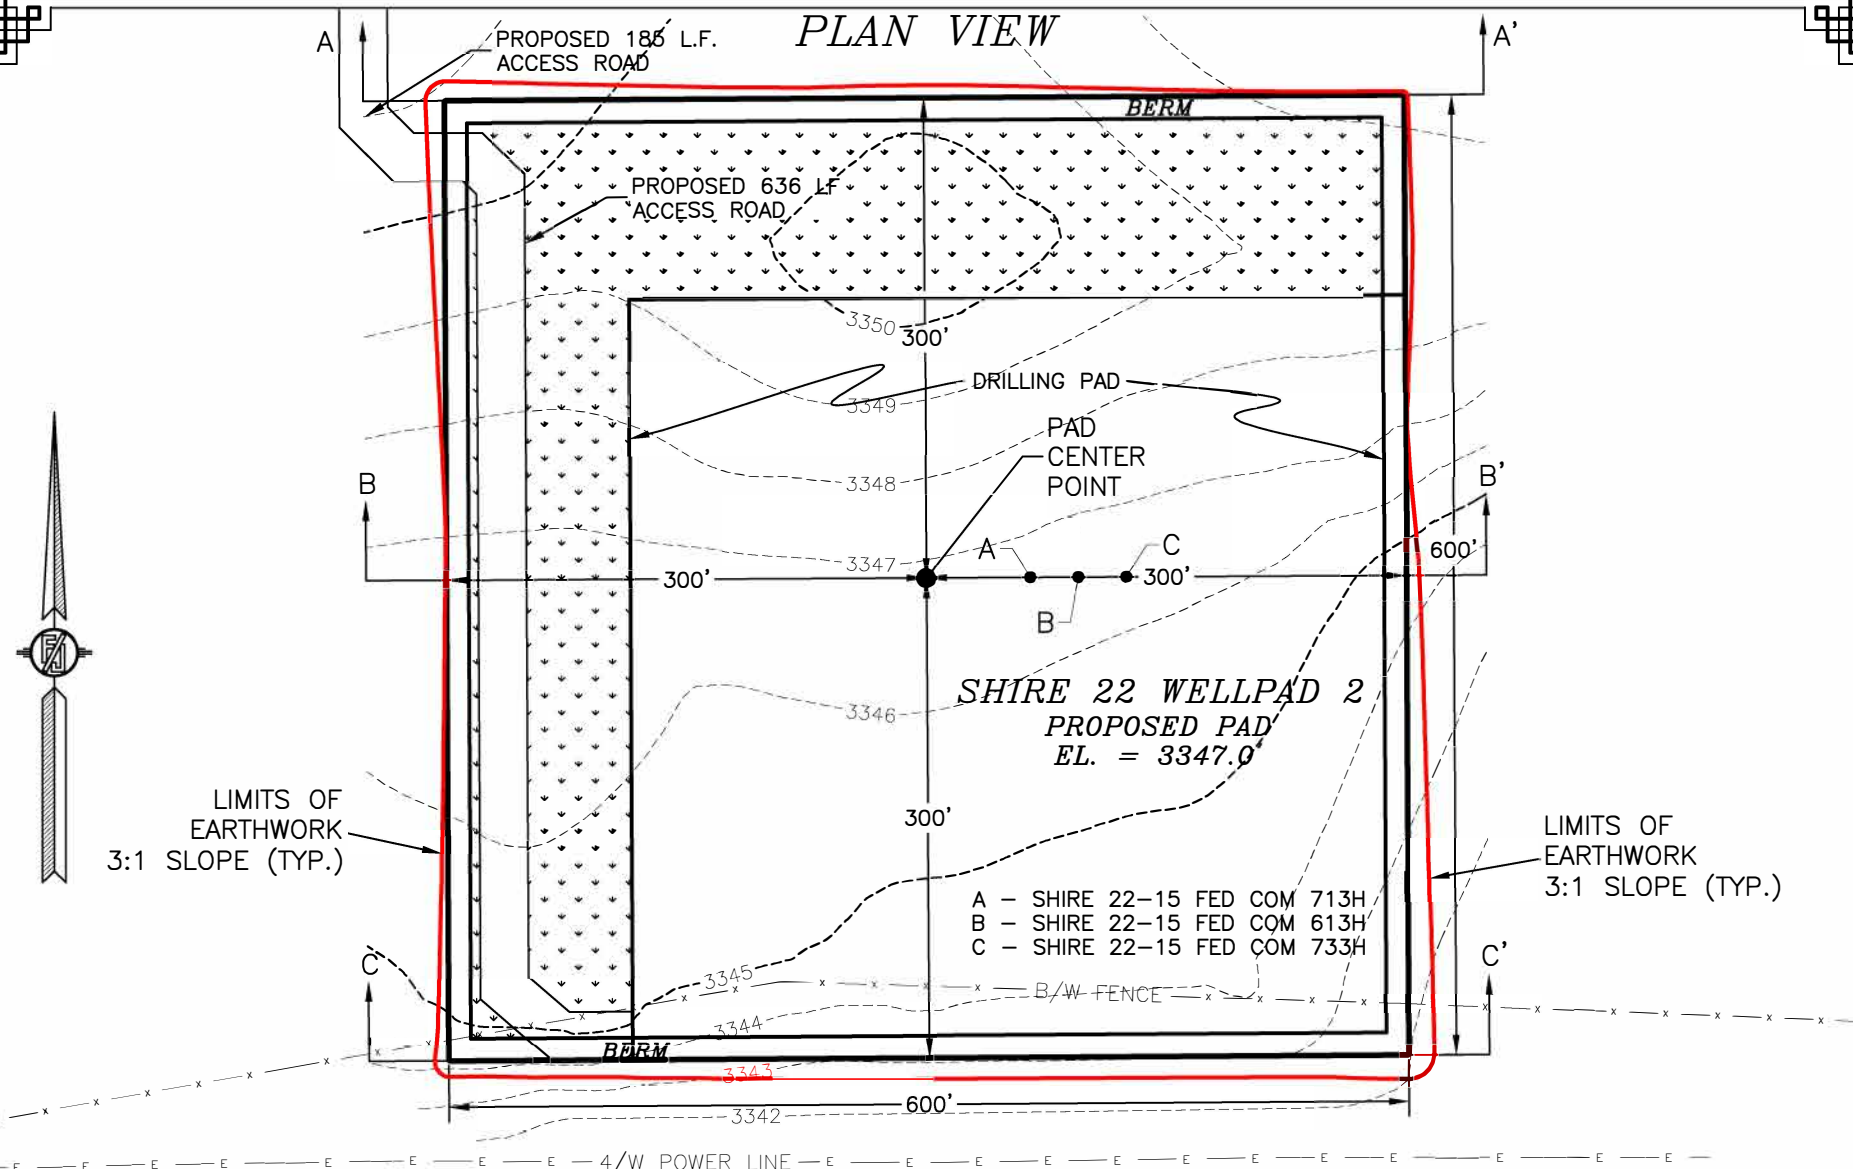 PLAN VIEW
A
A'
PROPOSED 185 L.F.
ACCESS ROAD
BERM
PROPOSED 636 LF
ACCESS ROAD
3350
300'
DRILLING PAD
3349
PAD
CENTER
POINT
3348
B
B'
3347
A
C
600'
300'
300'
B
SHIRE 22 WELLPAD 2
PROPOSED PAD
EL. = 3347.0'
3346
LIMITS OF
EARTHWORK
3:1 SLOPE (TYP.)
300'
LIMITS OF
EARTHWORK
3:1 SLOPE (TYP.)
A – SHIRE 22–15 FED COM 713H
B – SHIRE 22–15 FED COM 613H
C – SHIRE 22–15 FED COM 733H
C
C'
3345
B/W FENCE
3344
BERM
3343
600'
3342
4/W POWER LINE